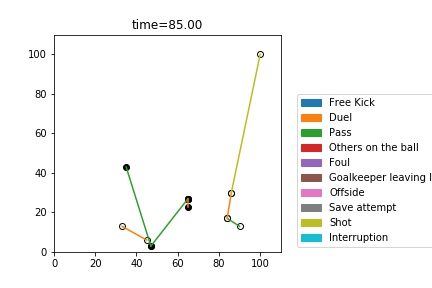 time=85.00
100
80
60
40
20
0
0 20 40 60 80 100
Free Kick
Duel
Pass
Others on the ball
Foul
Goalkeeper leaving l
Offside
Save attempt
Shot
Interruption